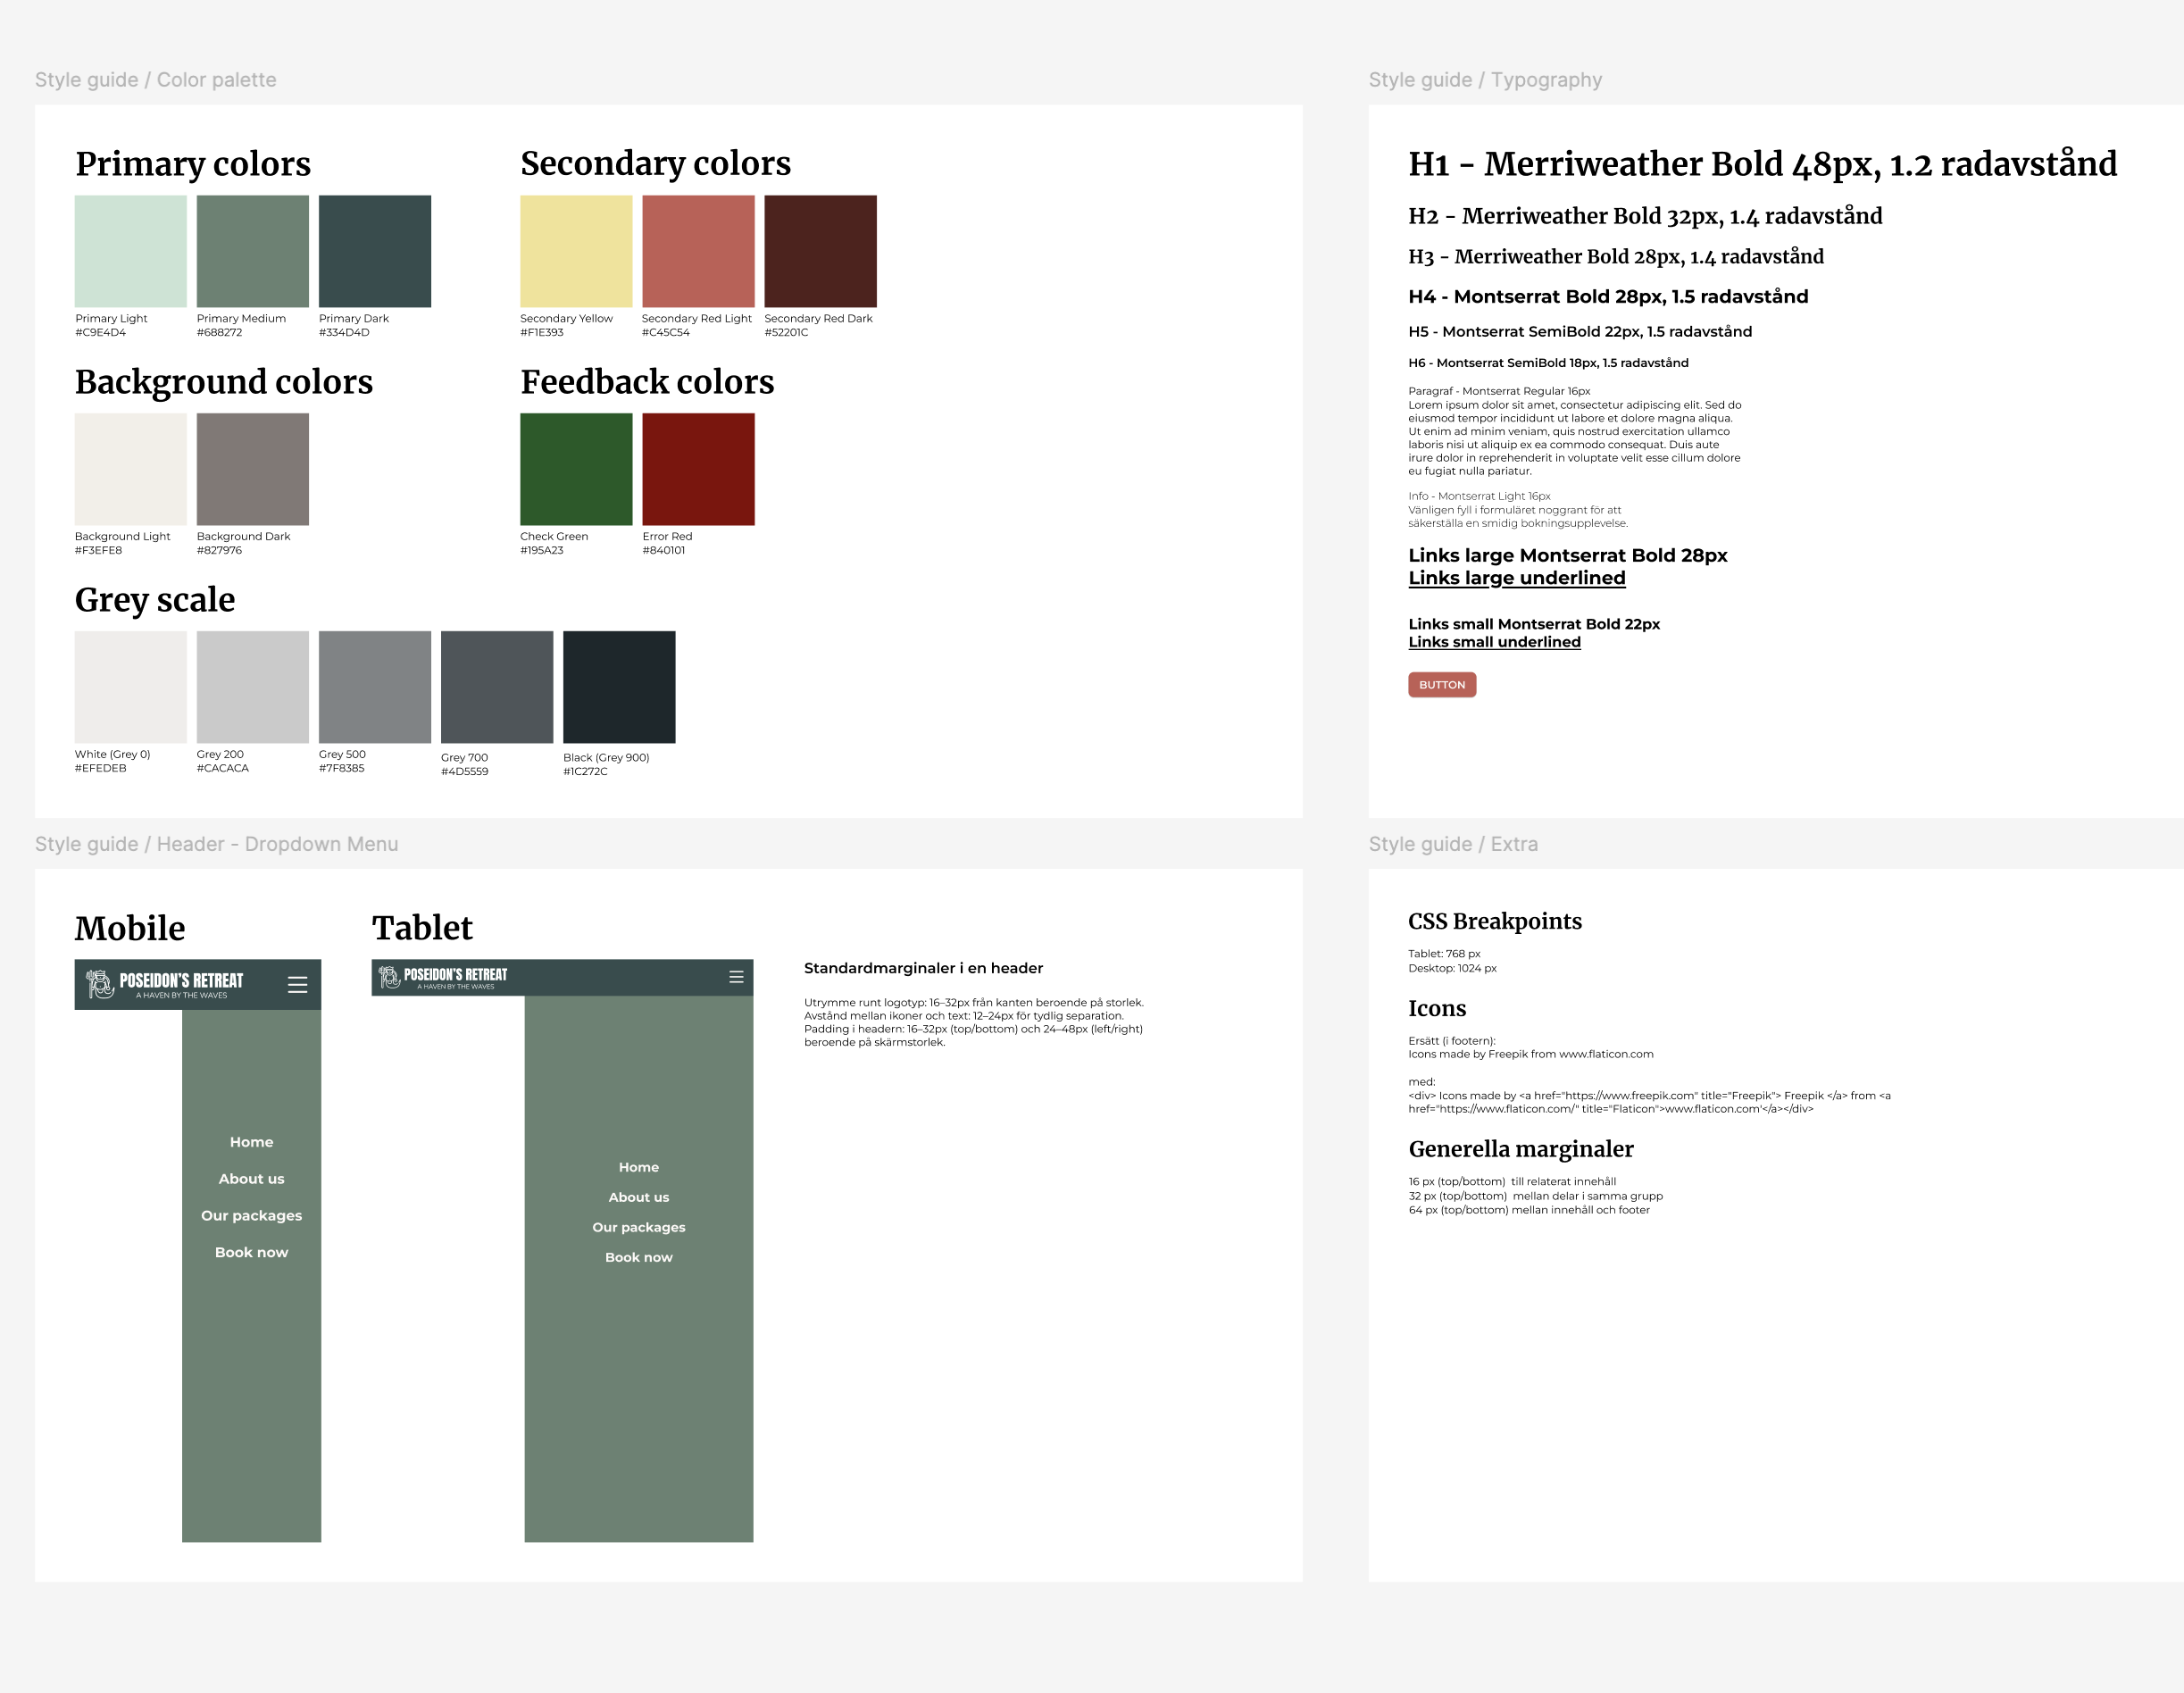 Style guide / Color palette
Primary colors
Primary Light
#C9E4D4
Primary Medium
#688272
Primary Dark
#334D4D
Secondary colors
Secondary Yellow
#F1E393
Secondary Red Light
#C45C54
Secondary Red Dark
#52201C
Background colors
Background Light
#F3EFE8
Background Dark
#827976
Feedback colors
Check Green
#195A23
Error Red
#840101
Grey scale
White (Grey 0)
#EFEDEB
Grey 200
#CACACA
Grey 500
#7F8385
Grey 700
#4D5559
Black (Grey 900)
#1C272C
Style guide / Typography
H1 - Merriweather Bold 48px, 1.2 radavstånd
H2 - Merriweather Bold 32px, 1.4 radavstånd
H3 - Merriweather Bold 28px, 1.4 radavstånd
H4 - Montserrat Bold 28px, 1.5 radavstånd
H5 - Montserrat SemiBold 22px, 1.5 radavstånd
H6 - Montserrat SemiBold 18px, 1.5 radavstånd
Paragraf - Montserrat Regular 16px
Lorem ipsum dolor sit amet, consectetur adipiscing elit. Sed do
eiusmod tempor incididunt ut labore et dolore magna aliqua.
Ut enim ad minim veniam, quis nostrud exercitation ullamco
laboris nisi ut aliquip ex ea commodo consequat. Duis aute
irure dolor in reprehenderit in voluptate velit esse cillum dolore
eu fugiat nulla pariatur.
Info - Montserrat Light 16px
Vänligen fyll i formuläret noggrant för att
säkerställa en smidig bokningsupplevelse.
Links large Montserrat Bold 28px
Links large underlined
Links small Montserrat Bold 22px
Links small underlined
BUTTON
Style guide / Header - Dropdown Menu
Mobile
POSEIDON'S RETREAT
A HAVEN BY THE WAVES
Home
About us
Our packages
Book now
Tablet
POSEIDON'S RETREAT
A HAVEN BY THE WAVES
Home
About us
Our packages
Book now
Standardmarginaler i en header
Utrymme runt logotyp: 16–32px från kanten beroende på storlek.
Avstånd mellan ikoner och text: 12–24px för tydlig separation.
Padding i headern: 16–32px (top/bottom) och 24–48px (left/right)
beroende på skärmstorlek.
Style guide / Extra
CSS Breakpoints
Tablet: 768 px
Desktop: 1024 px
Icons
Ersätt (i footern):
Icons made by Freepik from www.flaticon.com
med:
<div> Icons made by <a href="https://www.freepik.com" title="Freepik"> Freepik </a> from <a
href="https://www.flaticon.com/" title="Flaticon">www.flaticon.com'</a></div>
Generella marginaler
16 px (top/bottom)  till relaterat innehåll
32 px (top/bottom)  mellan delar i samma grupp
64 px (top/bottom) mellan innehåll och footer